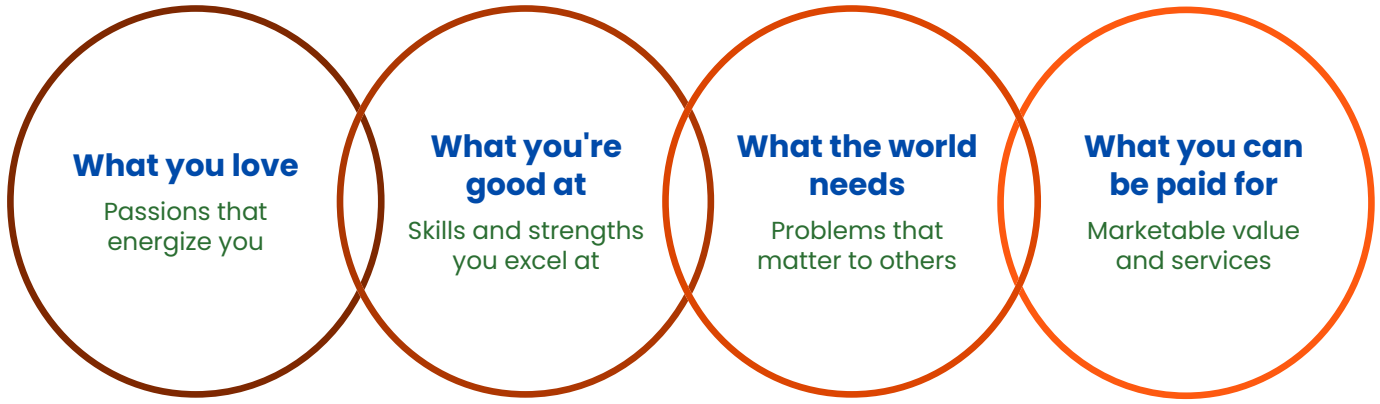 What you love
Passions that
energize you
What you're
good at
Skills and strengths
you excel at
What the world
needs
Problems that
matter to others
What you can
be paid for
Marketable value
and services